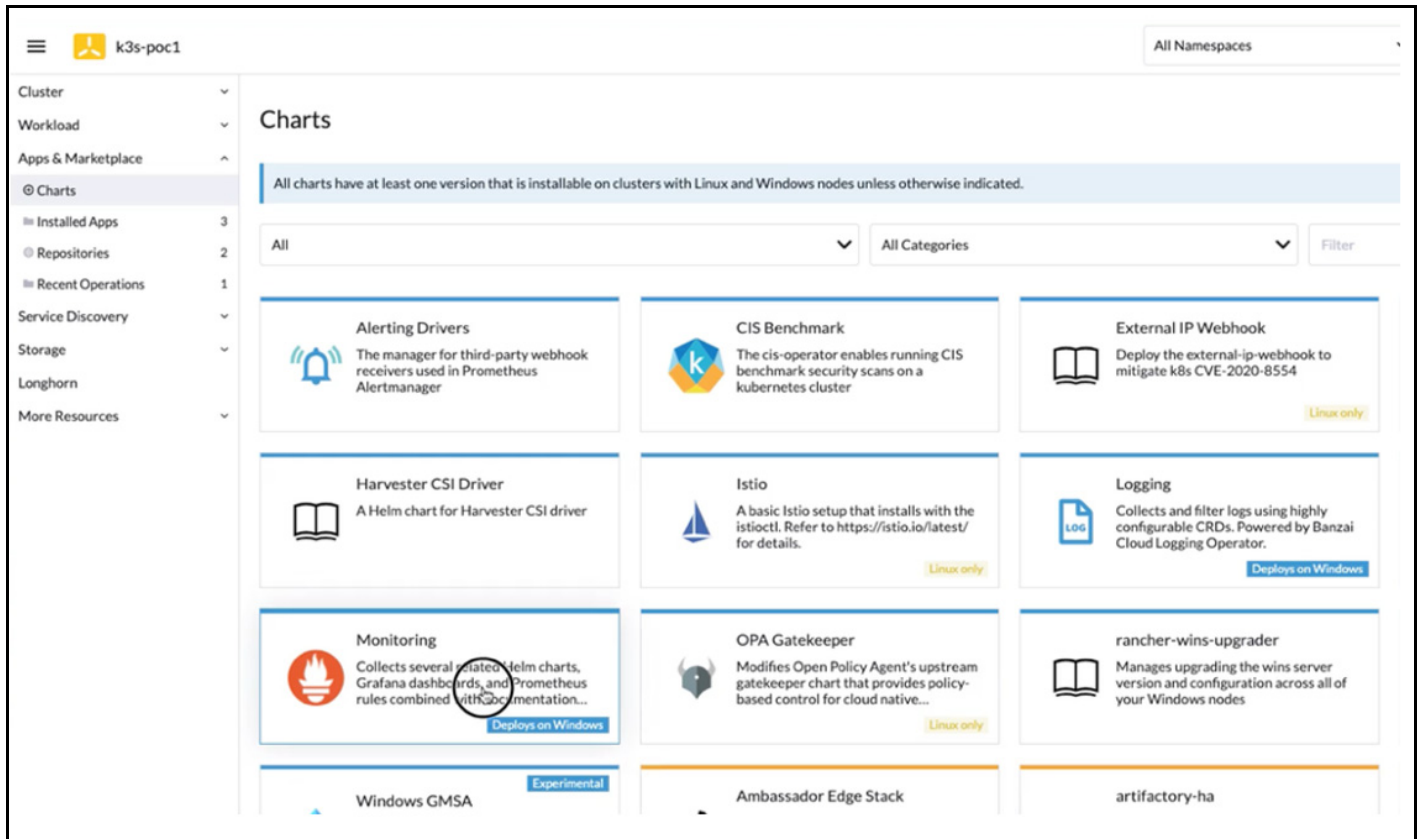 k3s-poc1
All Namespaces
Cluster
Workload
Apps & Marketplace
Charts
Installed Apps 3
Repositories 2
Recent Operations 1
Service Discovery
Storage
Longhorn
More Resources
Charts
All charts have at least one version that is installable on clusters with Linux and Windows nodes unless otherwise indicated.
All
All Categories
Filter
Alerting Drivers
The manager for third-party webhook
receivers used in Prometheus
Alertmanager
CIS Benchmark
The cis-operator enables running CIS
benchmark security scans on a
kubernetes cluster
External IP Webhook
Deploy the external-ip-webhook to
mitigate k8s CVE-2020-8554
Linux only
Harvester CSI Driver
A Helm chart for Harvester CSI driver
Istio
A basic Istio setup that installs with the
istioctl. Refer to https://istio.io/latest/
for details.
Linux only
Logging
LOG
Collects and filter logs using highly
configurable CRDs. Powered by Banzai
Cloud Logging Operator.
Deploys on Windows
Monitoring
Collects several related Helm charts,
Grafana dashboards, and Prometheus
rules combined with documentation...
Deploys on Windows
OPA Gatekeeper
Modifies Open Policy Agent's upstream
gatekeeper chart that provides policy-
based control for cloud native...
Linux only
rancher-wins-upgrader
Manages upgrading the wins server
version and configuration across all of
your Windows nodes
Experimental
Windows GMSA
Ambassador Edge Stack
artifactory-ha